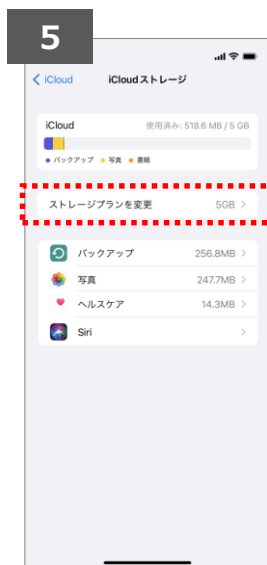 5
iCloud iCloudストレージ
iCloud 使用済み: 518.6 MB / 5 GB
バックアップ 写真 書類
ストレージプランを変更 5GB
バックアップ 256.8MB
写真 247.7MB
ヘルスケア 14.3MB
Siri